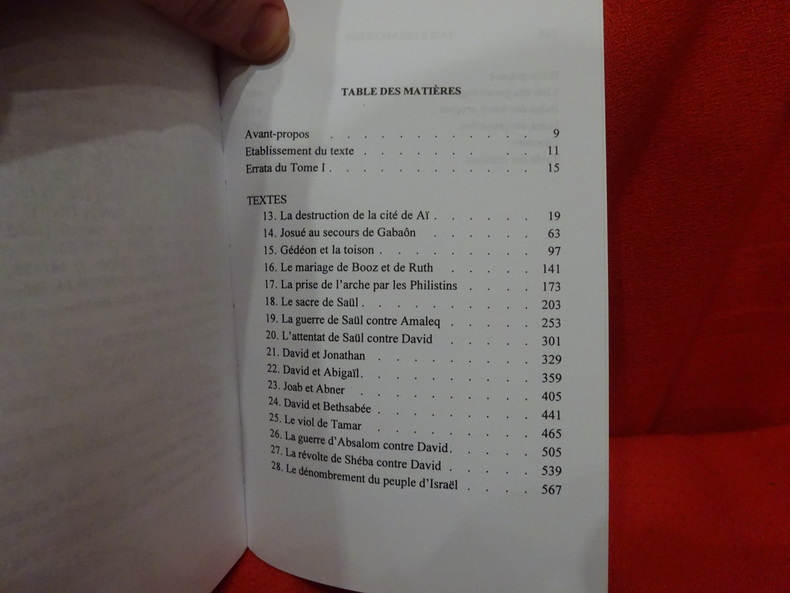 TABLE DES MATIÈRES
Avant-propos . . . . . . . . . . 9
Etablissement du texte . . . . . . . . . 11
Errata du Tome I . . . . . . . . . . 15
TEXTES
13. La destruction de la cité de Aï . . . . . . 19
14. Josué au secours de Gabaôn . . . . . . 63
15. Gédéon et la toison . . . . . . . . 97
16. Le mariage de Booz et de Ruth . . . . . 141
17. La prise de l'arche par les Philistins . . . . 173
18. Le sacre de Saül . . . . . . . . . 203
19. La guerre de Saül contre Amaleq . . . . . 253
20. L'attentat de Saül contre David . . . . . 301
21. David et Jonathan . . . . . . . . 329
22. David et Abigaïl . . . . . . . . . 359
23. Joab et Abner . . . . . . . . . 405
24. David et Bethsabée . . . . . . . . 441
25. Le viol de Tamar . . . . . . . . 465
26. La guerre d'Absalom contre David . . . . . 505
27. La révolte de Shéba contre David . . . . . 539
28. Le dénombrement du peuple d'Israël . . . . 567